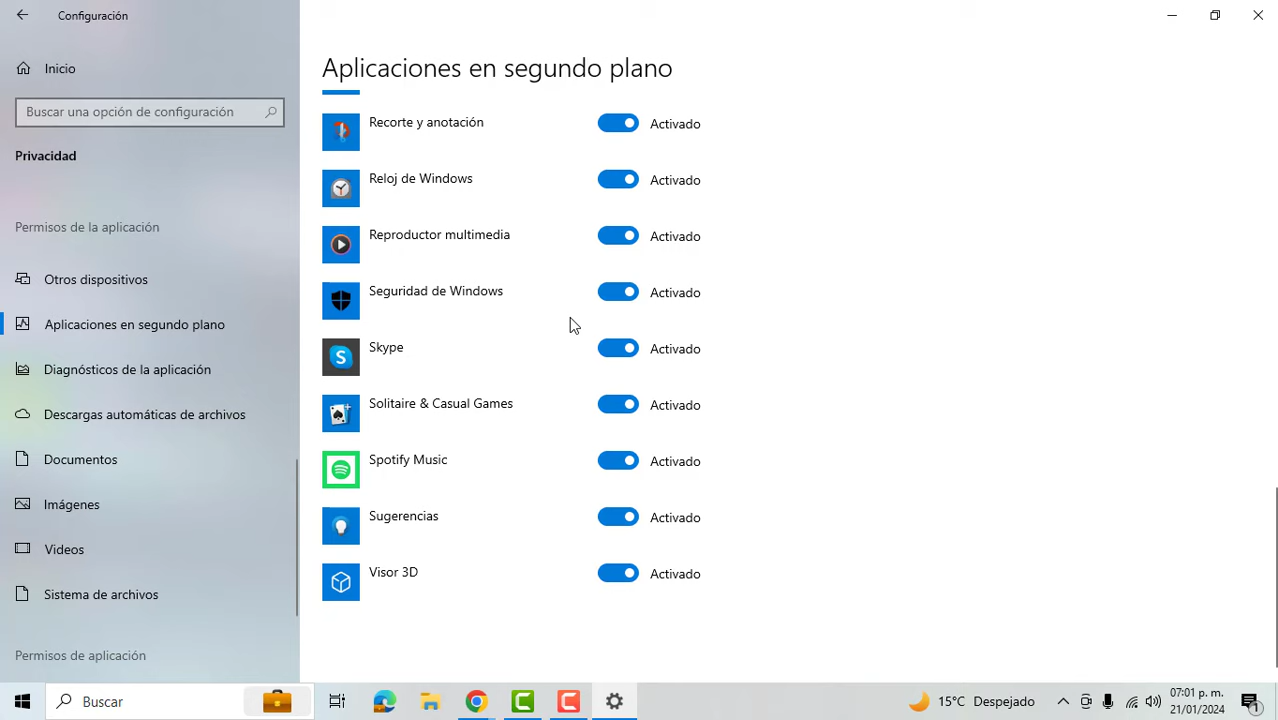 Configuración
Inicio
Buscar una opción de configuración
Privacidad
Permisos de la aplicación
Otros dispositivos
Aplicaciones en segundo plano
Diagnósticos de la aplicación
Descargas automáticas de archivos
Documentos
Imágenes
Videos
Sistema de archivos
Permisos de aplicación
Aplicaciones en segundo plano
Recorte y anotación Activado
Reloj de Windows Activado
Reproductor multimedia Activado
Seguridad de Windows Activado
Skype Activado
Solitaire & Casual Games Activado
Spotify Music Activado
Sugerencias Activado
Visor 3D Activado
Buscar
15°C Despejado
07:01 p. m.
21/01/2024
1